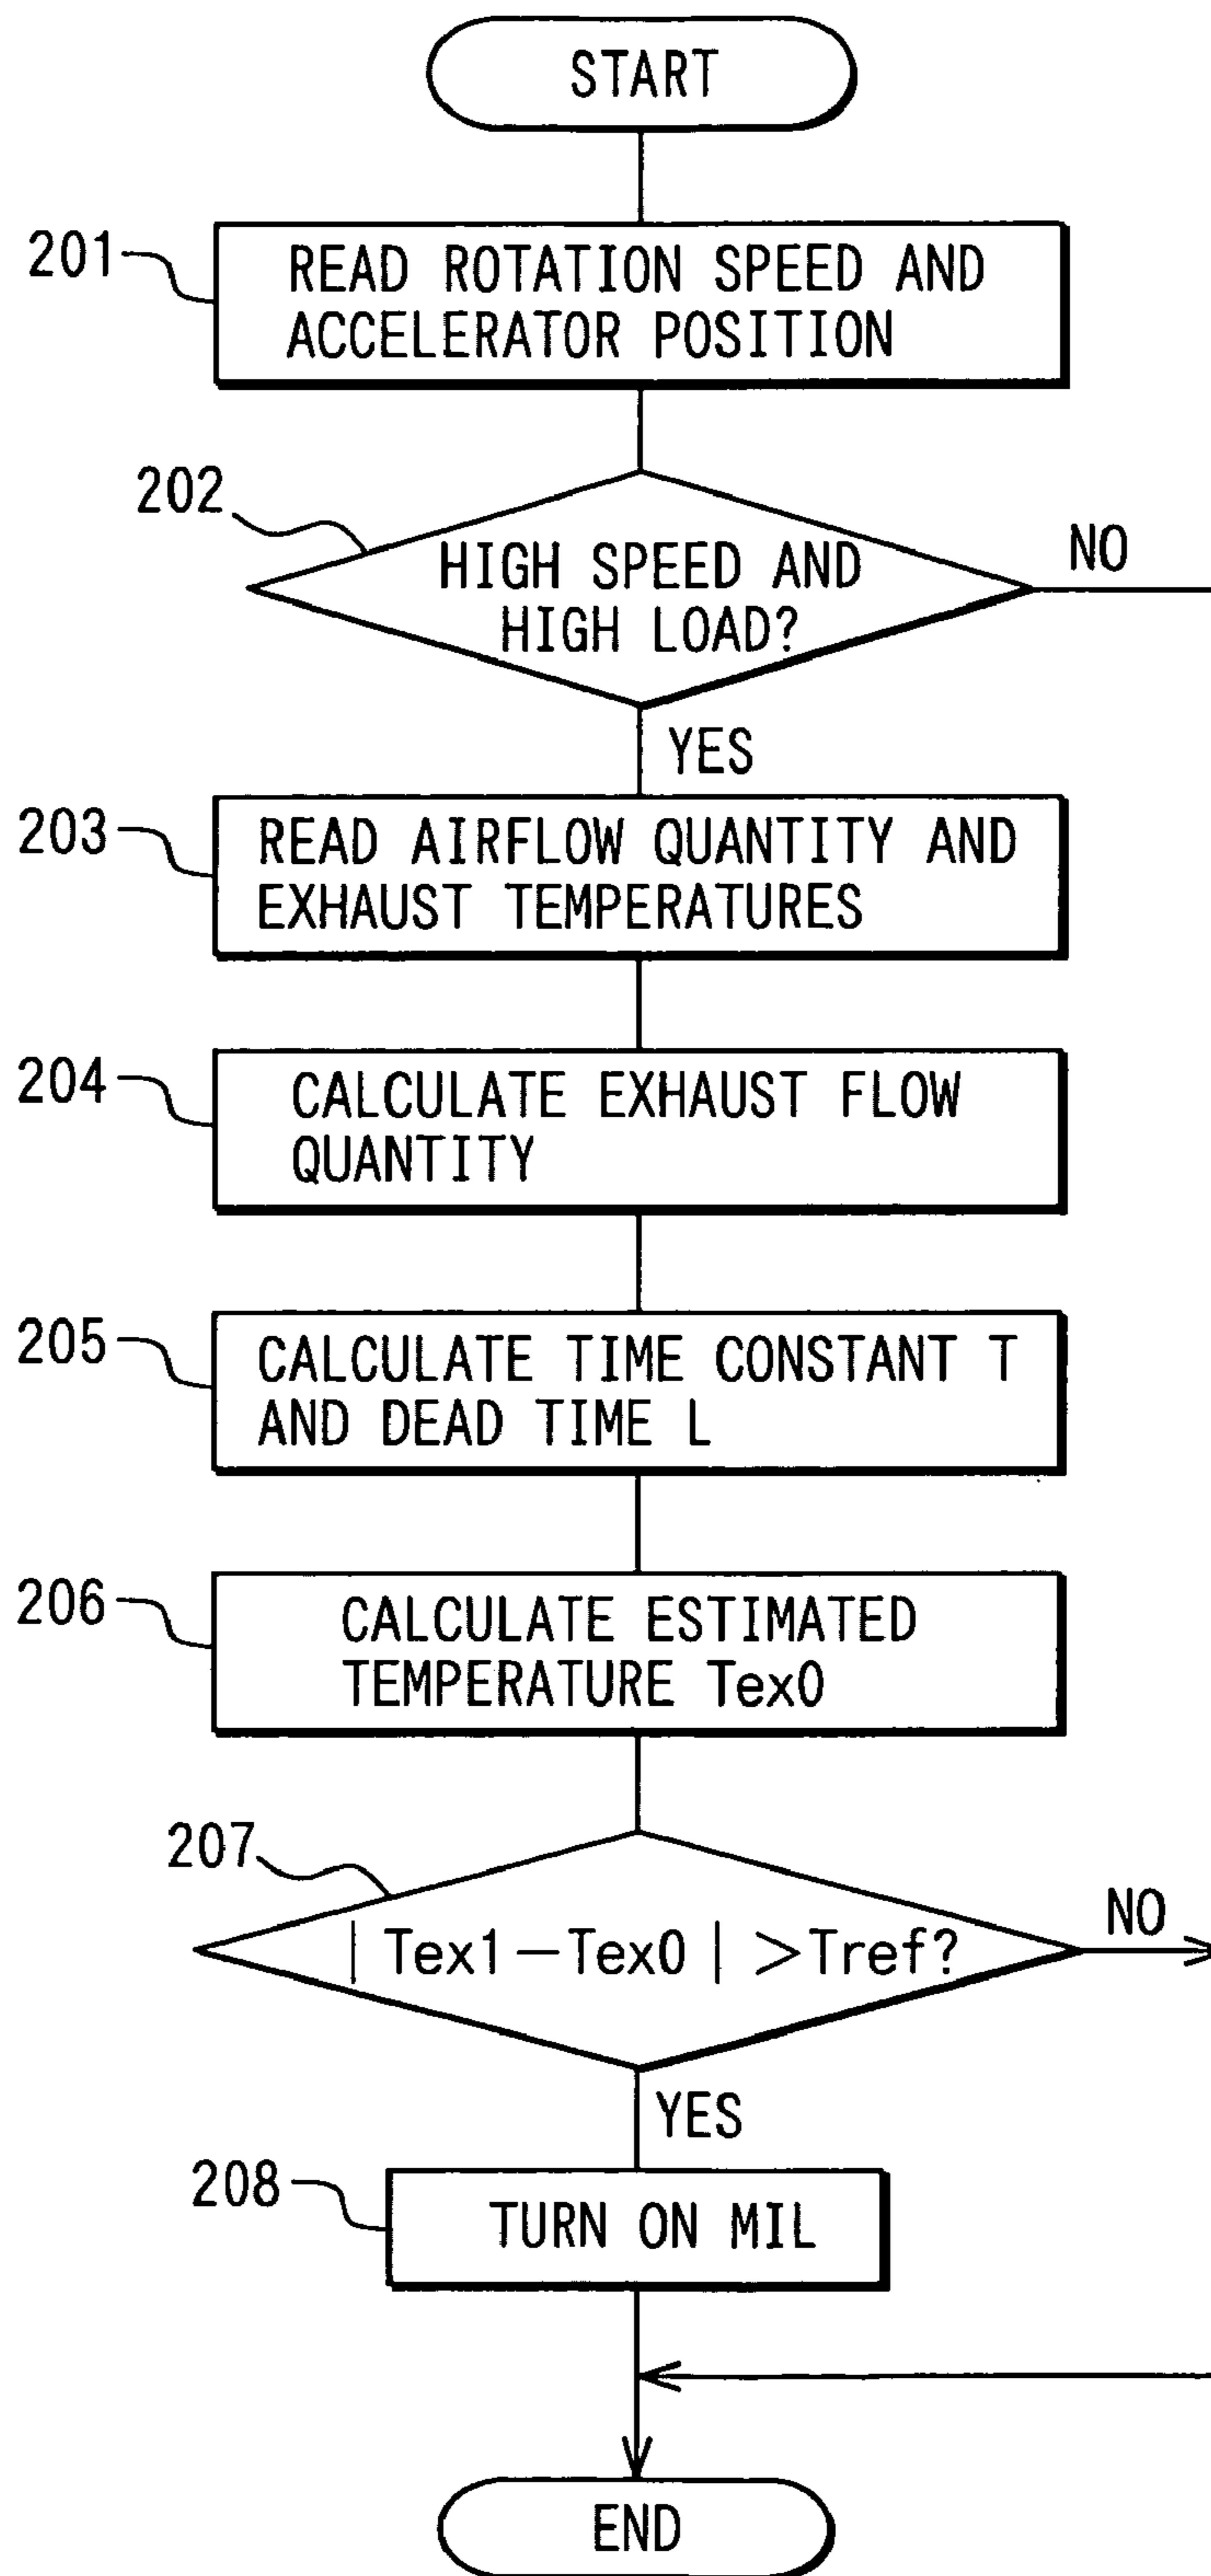 START
201
READ ROTATION SPEED AND
ACCELERATOR POSITION
202
HIGH SPEED AND
HIGH LOAD?
NO
YES
203
READ AIRFLOW QUANTITY AND
EXHAUST TEMPERATURES
204
CALCULATE EXHAUST FLOW
QUANTITY
205
CALCULATE TIME CONSTANT T
AND DEAD TIME L
206
CALCULATE ESTIMATED
TEMPERATURE Tex0
207
| Tex1−Tex0 | >Tref?
NO
YES
208
TURN ON MIL
END